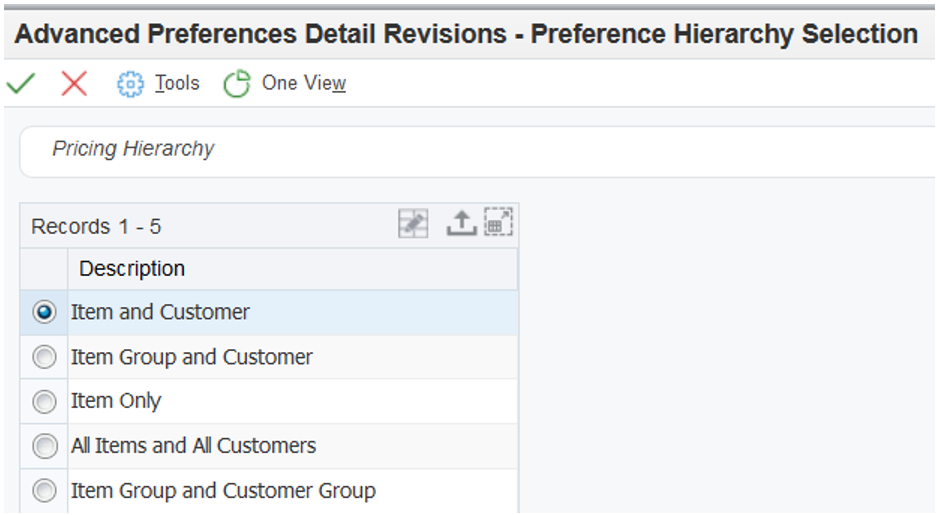 Advanced Preferences Detail Revisions - Preference Hierarchy Selection
Tools One View
Pricing Hierarchy
Records 1 - 5
Description
Item and Customer
Item Group and Customer
Item Only
All Items and All Customers
Item Group and Customer Group